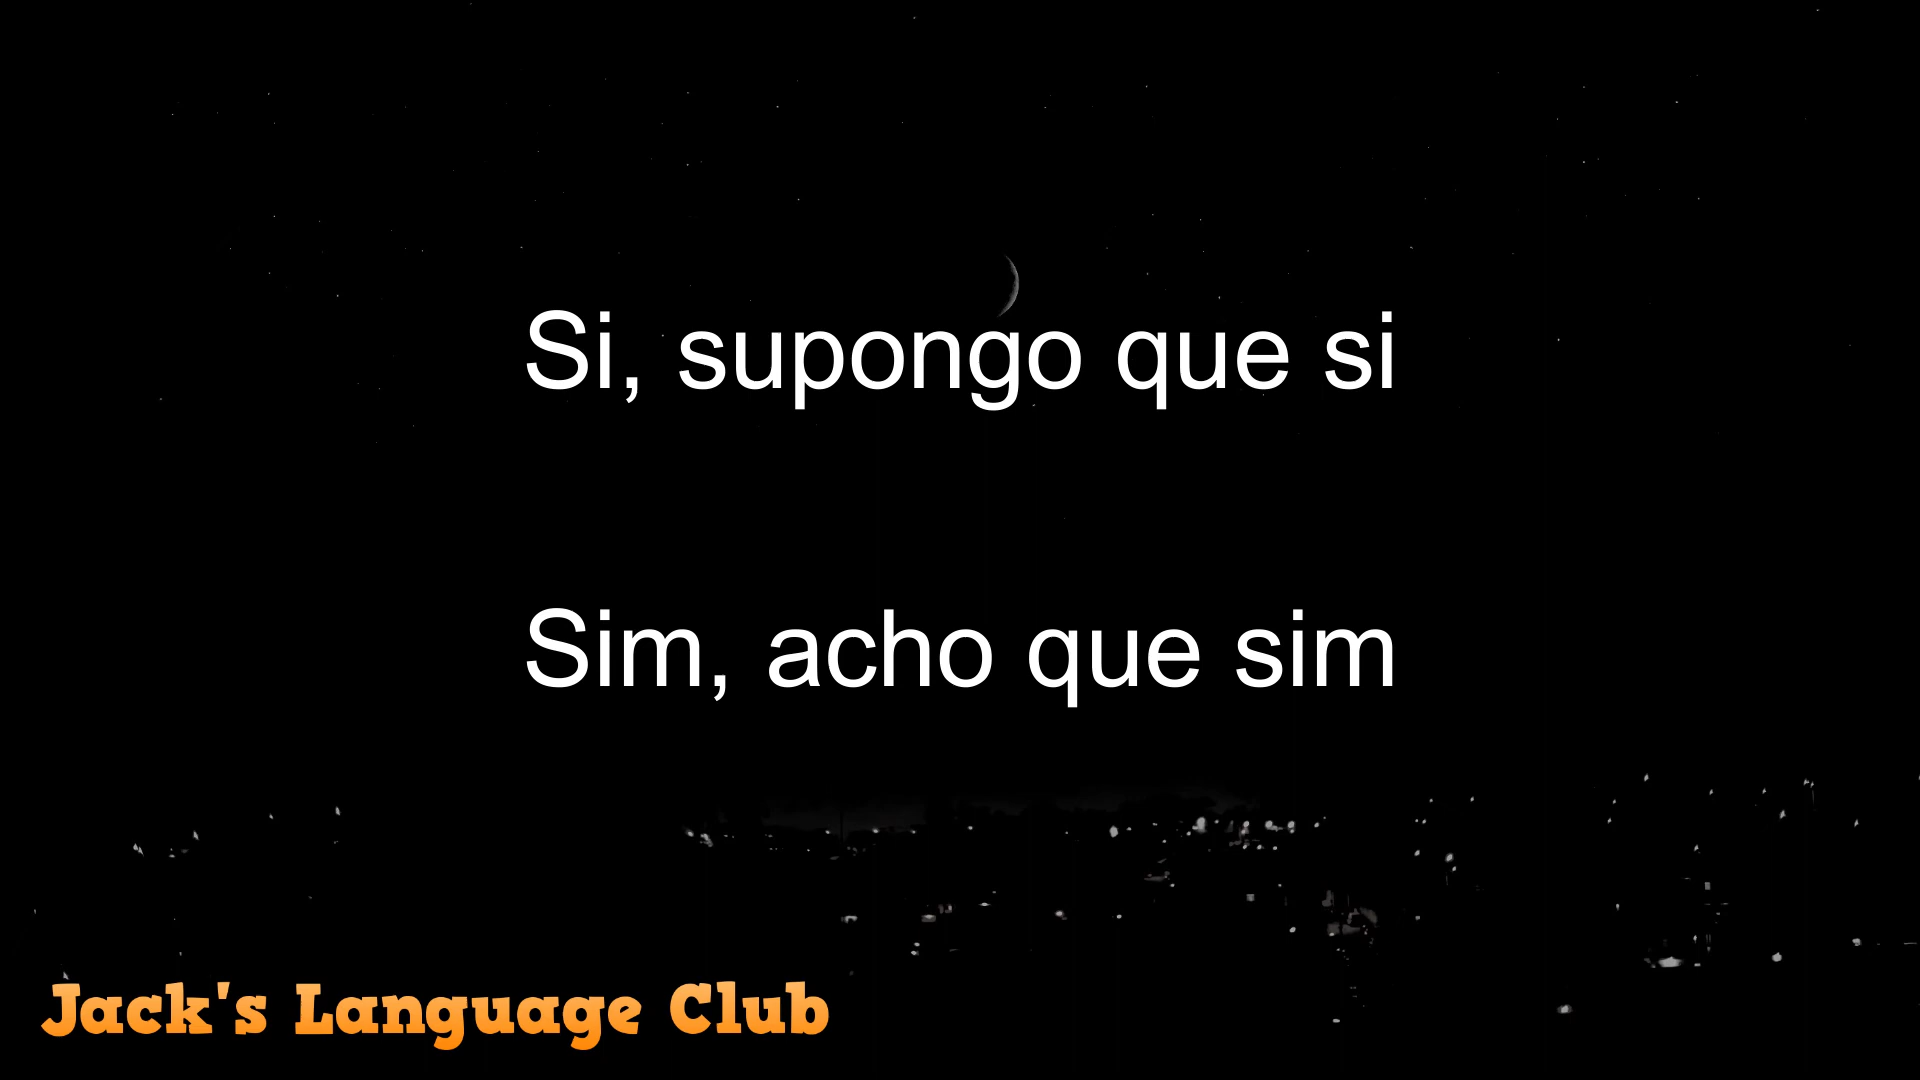 Si, supongo que si
Sim, acho que sim
Jack's Language Club